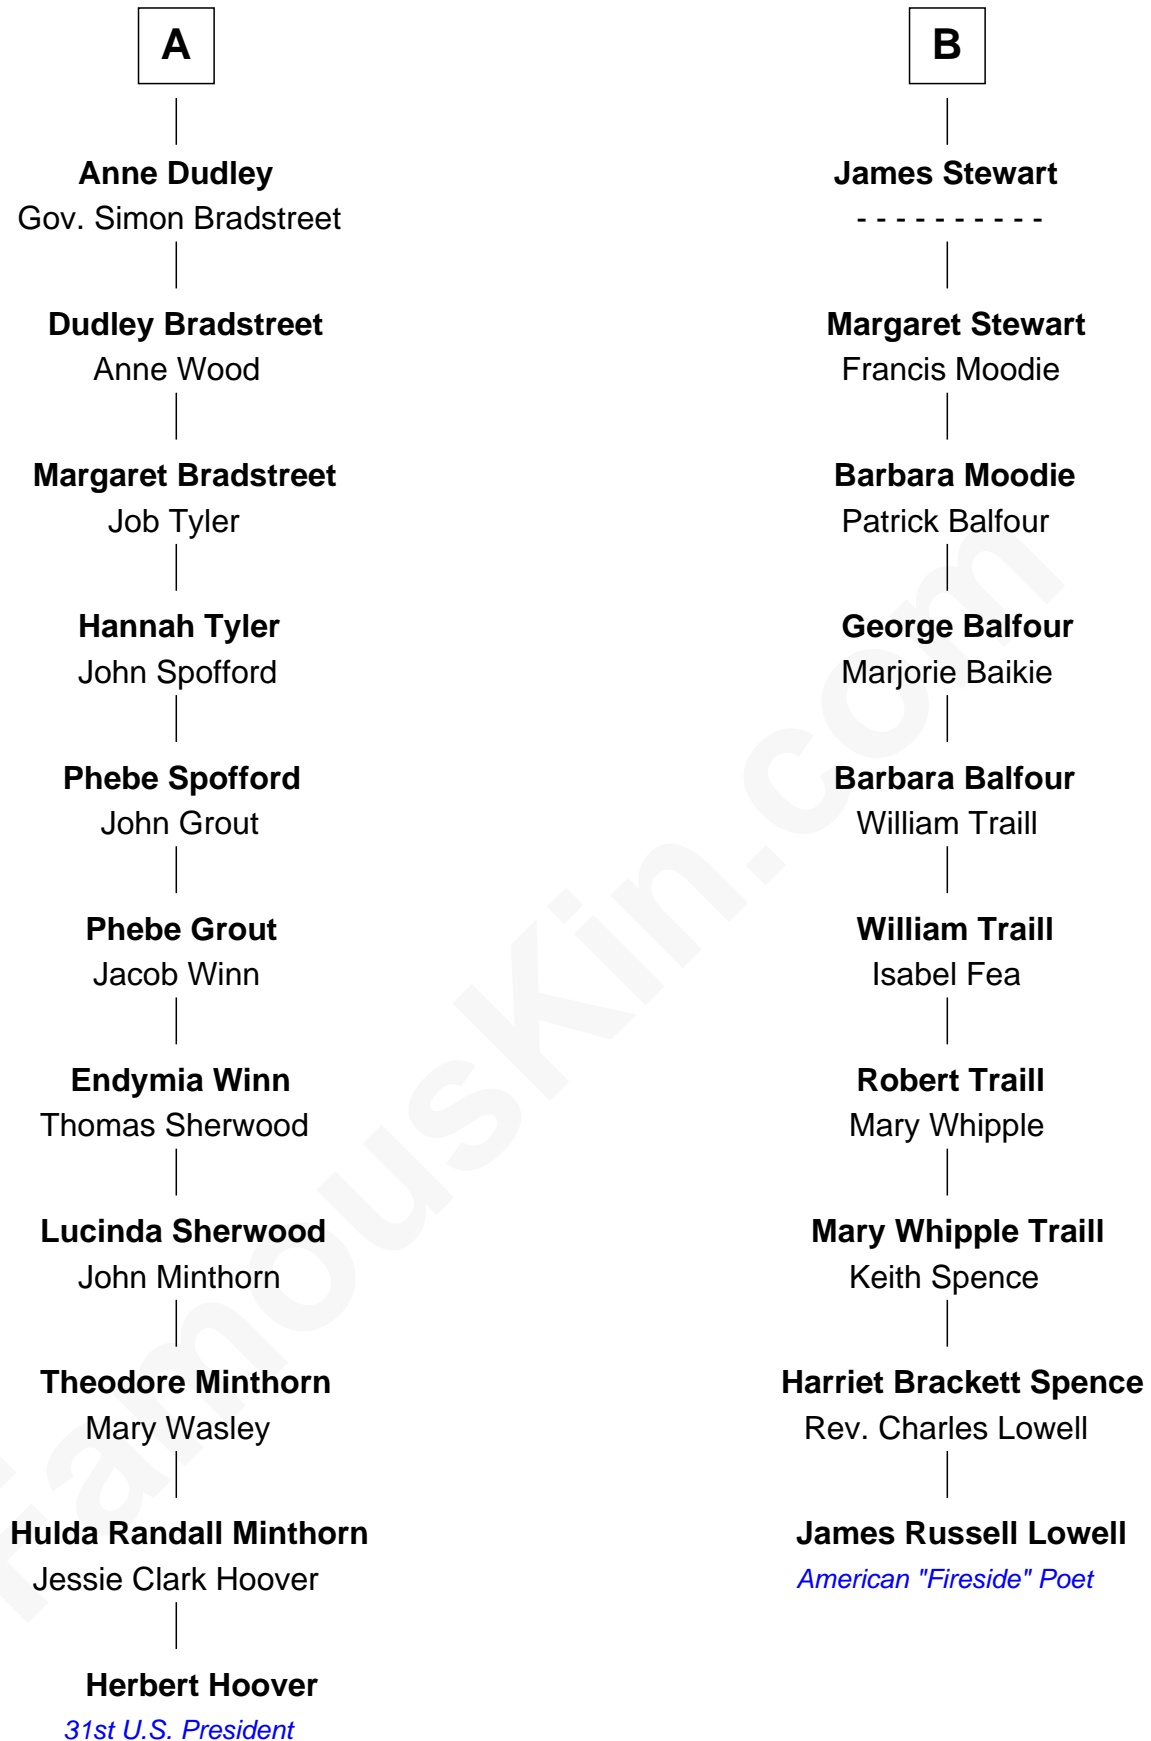 A
Anne Dudley
Gov. Simon Bradstreet
Dudley Bradstreet
Anne Wood
Margaret Bradstreet
Job Tyler
Hannah Tyler
John Spofford
Phebe Spofford
John Grout
Phebe Grout
Jacob Winn
Endymia Winn
Thomas Sherwood
Lucinda Sherwood
John Minthorn
Theodore Minthorn
Mary Wasley
Hulda Randall Minthorn
Jessie Clark Hoover
Herbert Hoover
31st U.S. President
B
James Stewart
- - - - - - - - - -
Margaret Stewart
Francis Moodie
Barbara Moodie
Patrick Balfour
George Balfour
Marjorie Baikie
Barbara Balfour
William Traill
William Traill
Isabel Fea
Robert Traill
Mary Whipple
Mary Whipple Traill
Keith Spence
Harriet Brackett Spence
Rev. Charles Lowell
James Russell Lowell
American "Fireside" Poet
famouskin.com